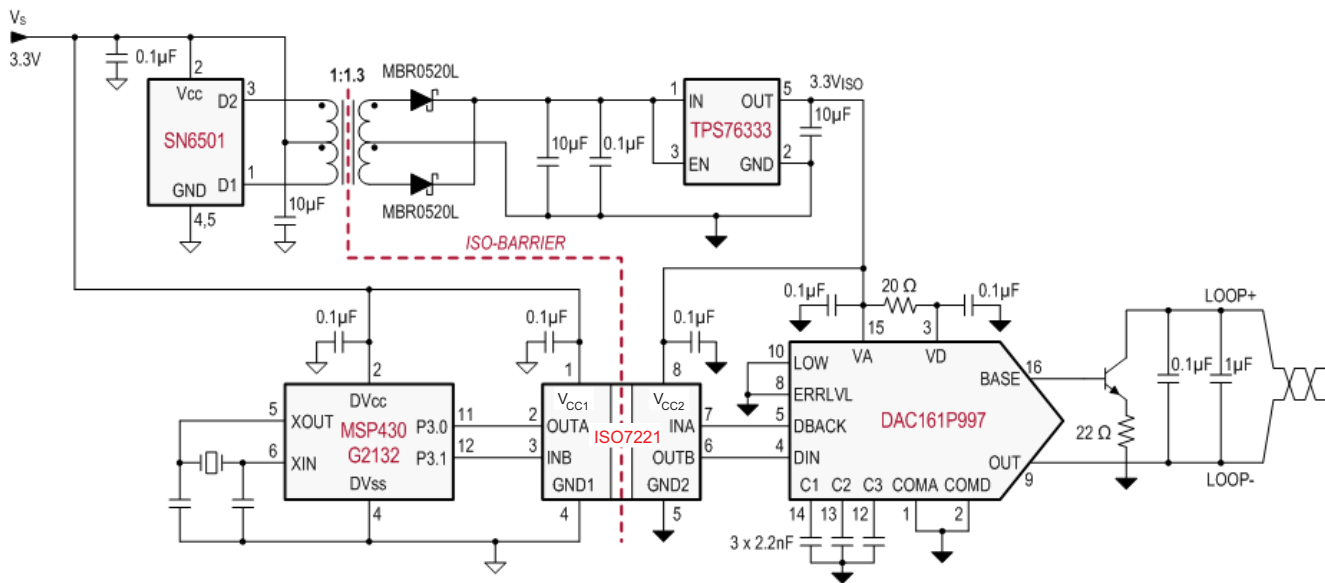 VS
3.3V
0.1µF
2
Vcc
D2
3
SN6501
GND
D1
1
4,5
10µF
1:1.3
MBR0520L
MBR0520L
ISO-BARRIER
10µF
0.1µF
1
IN
OUT
5
TPS76333
3
EN
GND
2
3.3VISO
10µF
0.1µF
2
DVcc
5
XOUT
MSP430
G2132
P3.0
11
6
XIN
P3.1
12
DVss
4
0.1µF
1
VCC1
2
OUTA
3
INB
GND1
4
ISO7221
0.1µF
8
VCC2
INA
7
OUTB
6
GND2
5
0.1µF
20 Ω
0.1µF
15
3
VA
VD
10
LOW
8
ERRLVL
5
DBACK
4
DIN
DAC161P997
BASE
16
OUT
9
C1
C2
C3
COMA
COMD
14
13
12
1
2
3 x 2.2nF
22 Ω
0.1µF
1µF
LOOP+
LOOP-